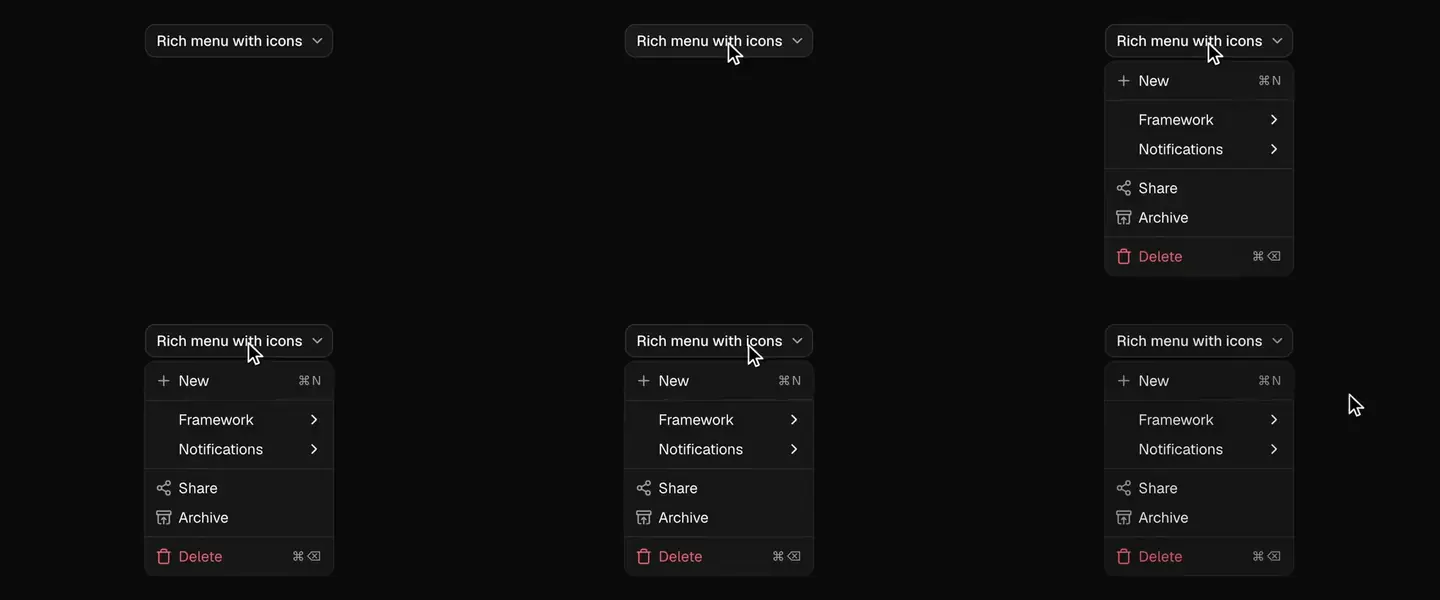 Rich menu with icons
Rich menu with icons
Rich menu with icons
New ⌘N
Framework
Notifications
Share
Archive
Delete ⌘⌫
Rich menu with icons
New ⌘N
Framework
Notifications
Share
Archive
Delete ⌘⌫
Rich menu with icons
New ⌘N
Framework
Notifications
Share
Archive
Delete ⌘⌫
Rich menu with icons
New ⌘N
Framework
Notifications
Share
Archive
Delete ⌘⌫